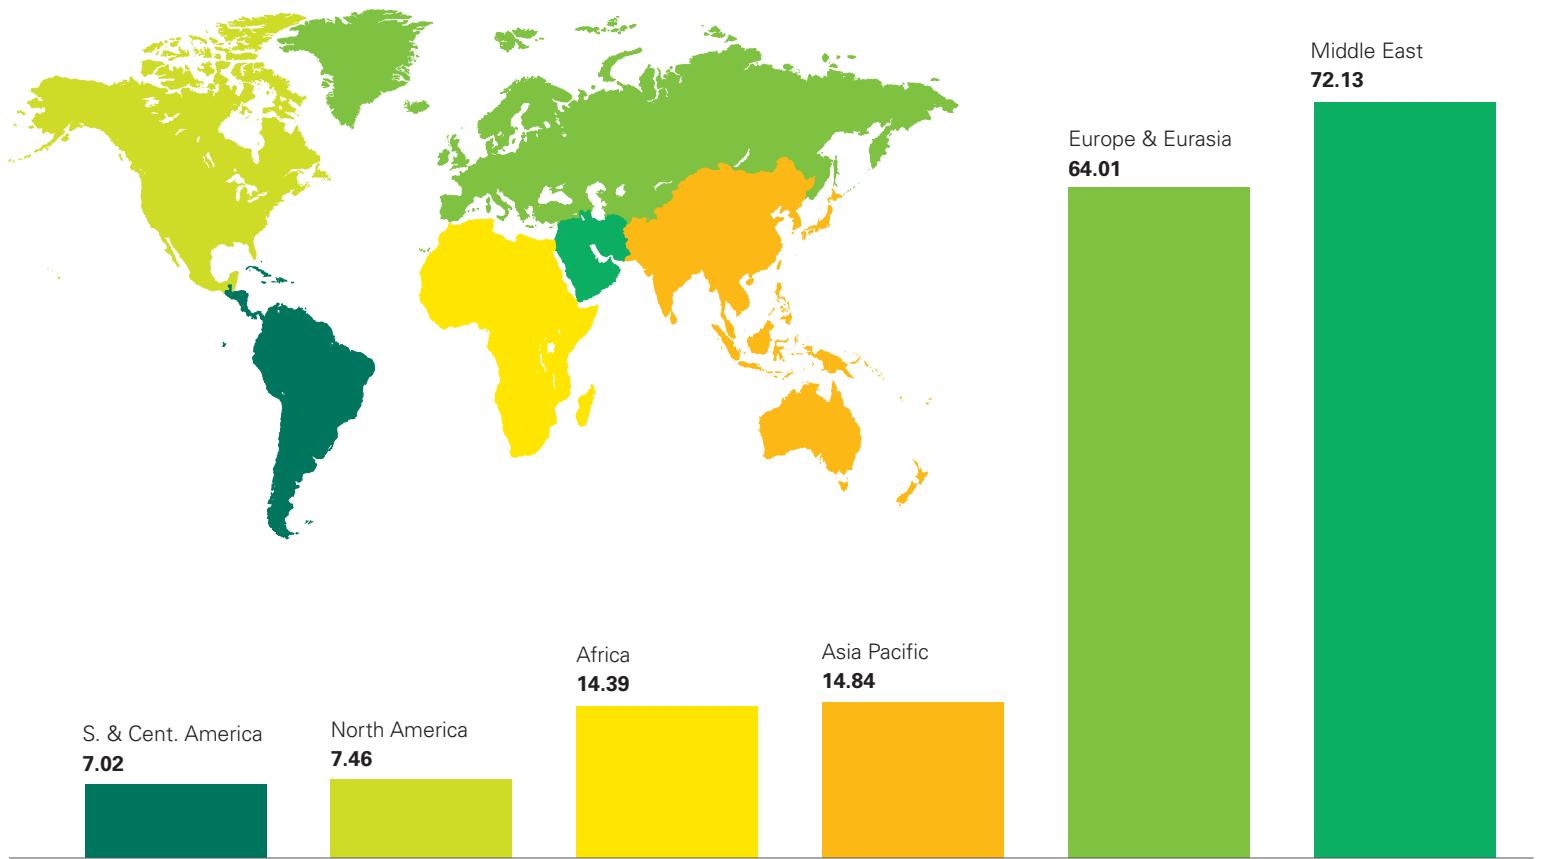 Middle East
72.13
Europe & Eurasia
64.01
Africa
14.39
Asia Pacific
14.84
S. & Cent. America
7.02
North America
7.46